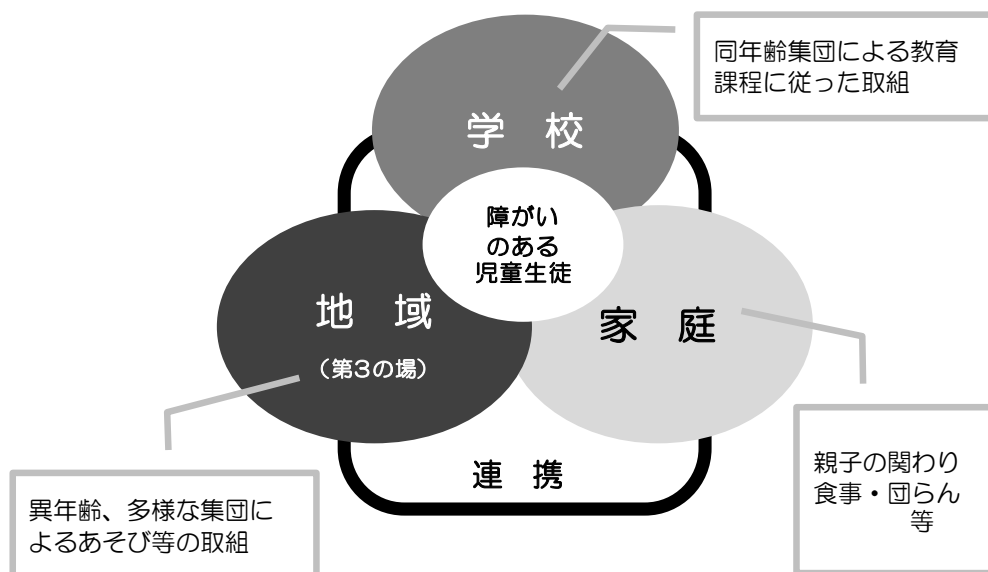 同年齢集団による教育
課程に従った取組
学 校
障がい
のある
児童生徒
地 域
(第3の場)
家 庭
連 携
親子の関わり
食事・団らん
等
異年齢、多様な集団に
よるあそび等の取組